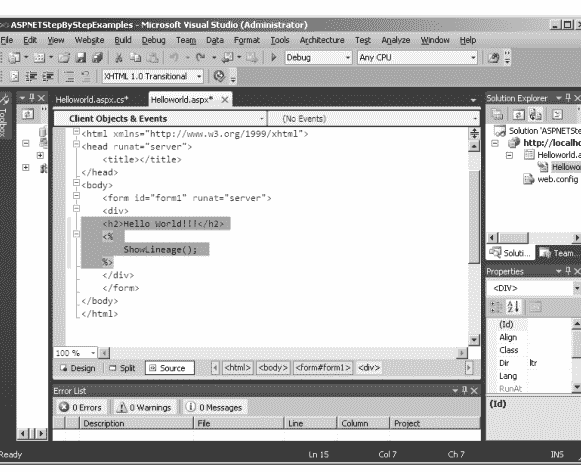 ASPNETStepByStepExamples - Microsoft Visual Studio (Administrator)
File Edit View Website Build Debug Team Data Format Tools Architecture Test Analyze Window Help
Debug Any CPU
XHTML 1.0 Transitional
Toolbox
Helloworld.aspx.cs* Helloworld.aspx* X
Client Objects & Events (No Events)
<html xmlns="http://www.w3.org/1999/xhtml">
<head runat="server">
<title></title>
</head>
<body>
<form id="form1" runat="server">
<div>
<h2>Hello World!!!</h2>
<%
ShowLineage();
%>
</div>
</form>
</body>
</html>
100 %
Design Split Source <html> <body> <form#form1> <div>
Error List
0 Errors 0 Warnings 0 Messages
Description File Line Column Project
Solution Explorer
Solution 'ASPNETSte
http://localho
Helloworld.a
Hellowo
web.config
Soluti... Team...
Properties
<DIV>
(Id)
Align
Class
Dir ltr
Lang
RunAt
(Id)
Ready Ln 15 Col 7 Ch 7 INS